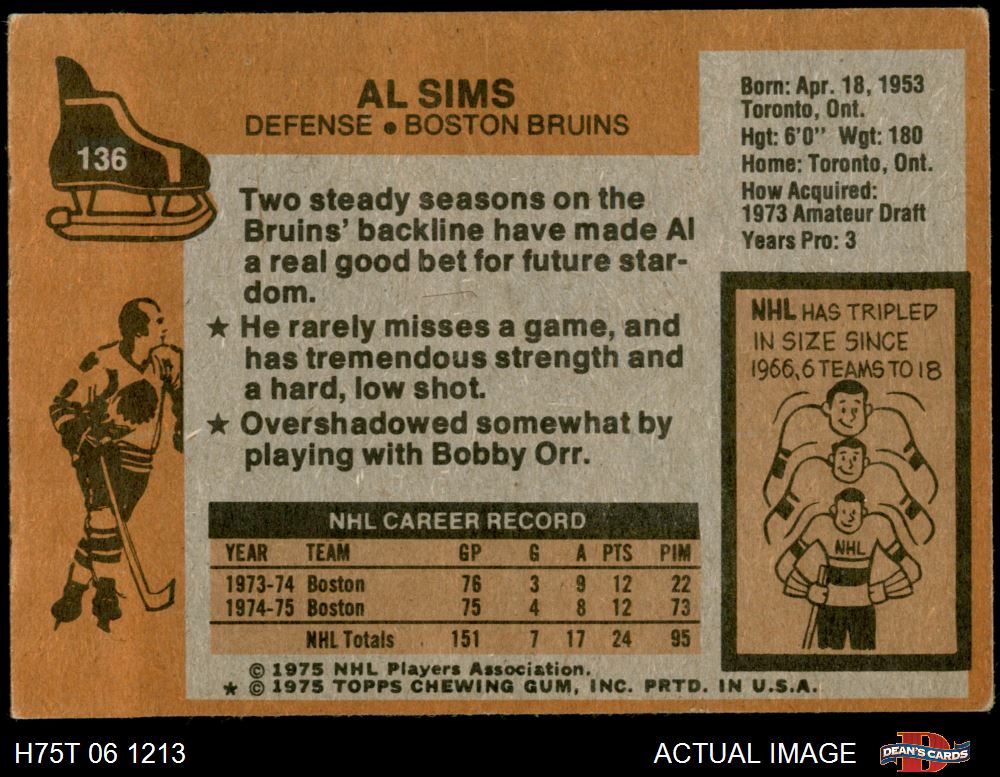 136
AL SIMS
DEFENSE • BOSTON BRUINS
Born: Apr. 18, 1953
Toronto, Ont.
Hgt: 6'0" Wgt: 180
Home: Toronto, Ont.
How Acquired:
1973 Amateur Draft
Years Pro: 3
Two steady seasons on the
Bruins' backline have made Al
a real good bet for future star-
dom.
★ He rarely misses a game, and
has tremendous strength and
a hard, low shot.
★ Overshadowed somewhat by
playing with Bobby Orr.
NHL HAS TRIPLED
IN SIZE SINCE
1966, 6 TEAMS TO 18
NHL
NHL CAREER RECORD
YEAR TEAM GP G A PTS PIM
1973-74 Boston 76 3 9 12 22
1974-75 Boston 75 4 8 12 73
NHL Totals 151 7 17 24 95
© 1975 NHL Players Association.
★ © 1975 TOPPS CHEWING GUM, INC. PRTD. IN U.S.A.
H75T 06 1213
ACTUAL IMAGE
D
DEAN'S CARDS